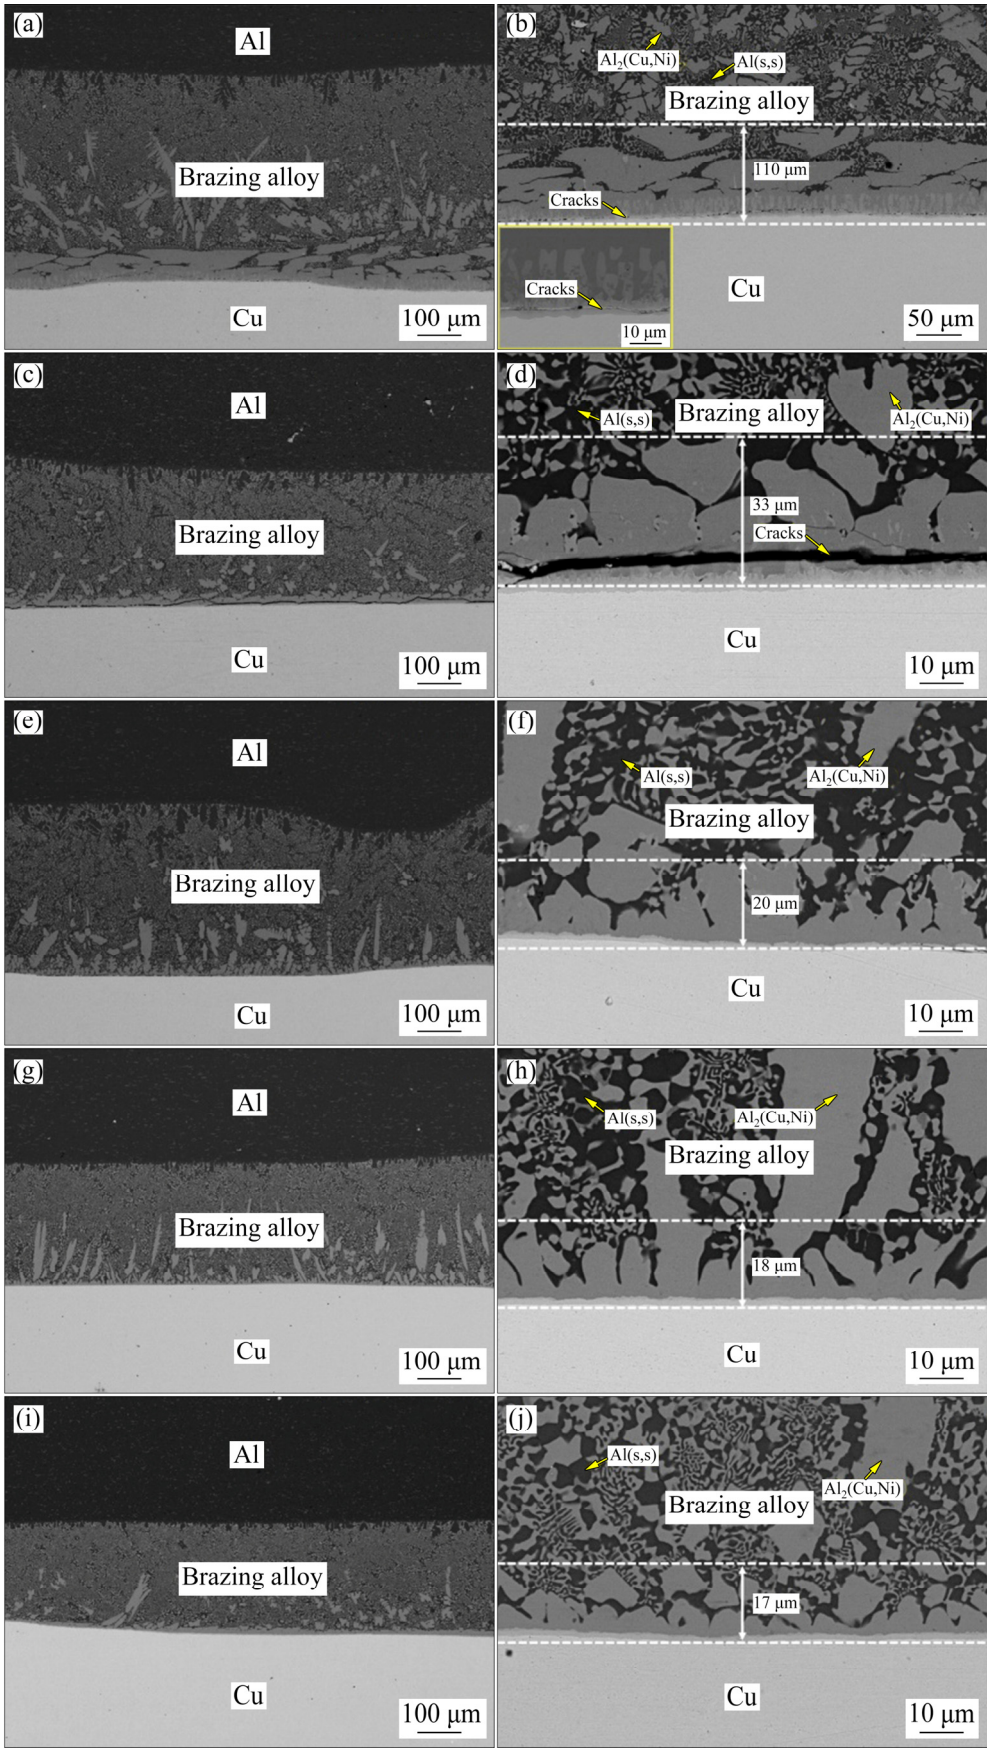 (a)
Al
Brazing alloy
Cu
100 μm
(b)
Al₂(Cu,Ni)
Al(s,s)
Brazing alloy
110 μm
Cracks
Cracks
10 μm
Cu
50 μm
(c)
Al
Brazing alloy
Cu
100 μm
(d)
Al(s,s)
Brazing alloy
Al₂(Cu,Ni)
33 μm
Cracks
Cu
10 μm
(e)
Al
Brazing alloy
Cu
100 μm
(f)
Al(s,s)
Al₂(Cu,Ni)
Brazing alloy
20 μm
Cu
10 μm
(g)
Al
Brazing alloy
Cu
100 μm
(h)
Al(s,s)
Al₂(Cu,Ni)
Brazing alloy
18 μm
Cu
10 μm
(i)
Al
Brazing alloy
Cu
100 μm
(j)
Al(s,s)
Al₂(Cu,Ni)
Brazing alloy
17 μm
Cu
10 μm